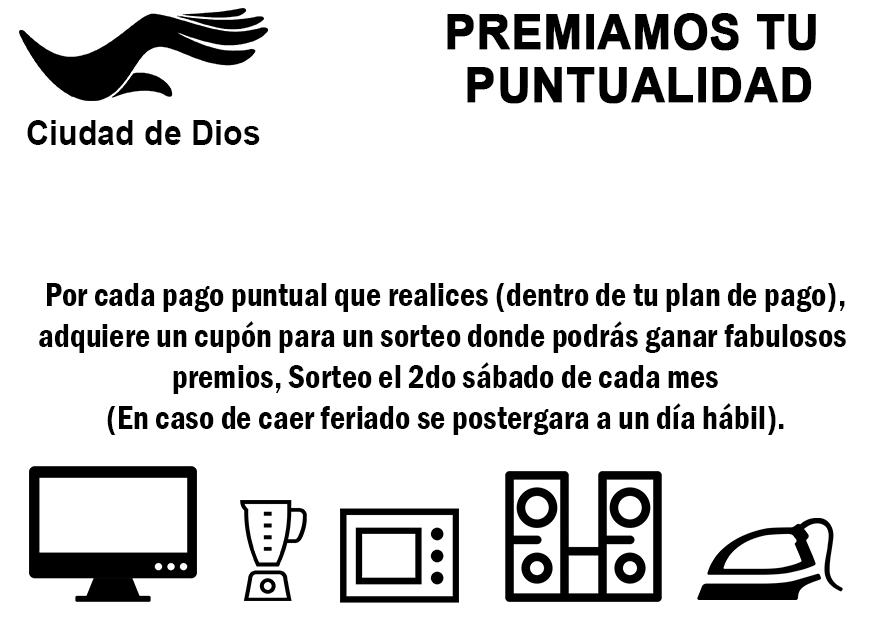 PREMIAMOS TU
PUNTUALIDAD
Ciudad de Dios
Por cada pago puntual que realices (dentro de tu plan de pago),
adquiere un cupón para un sorteo donde podrás ganar fabulosos
premios, Sorteo el 2do sábado de cada mes
(En caso de caer feriado se postergara a un día hábil).